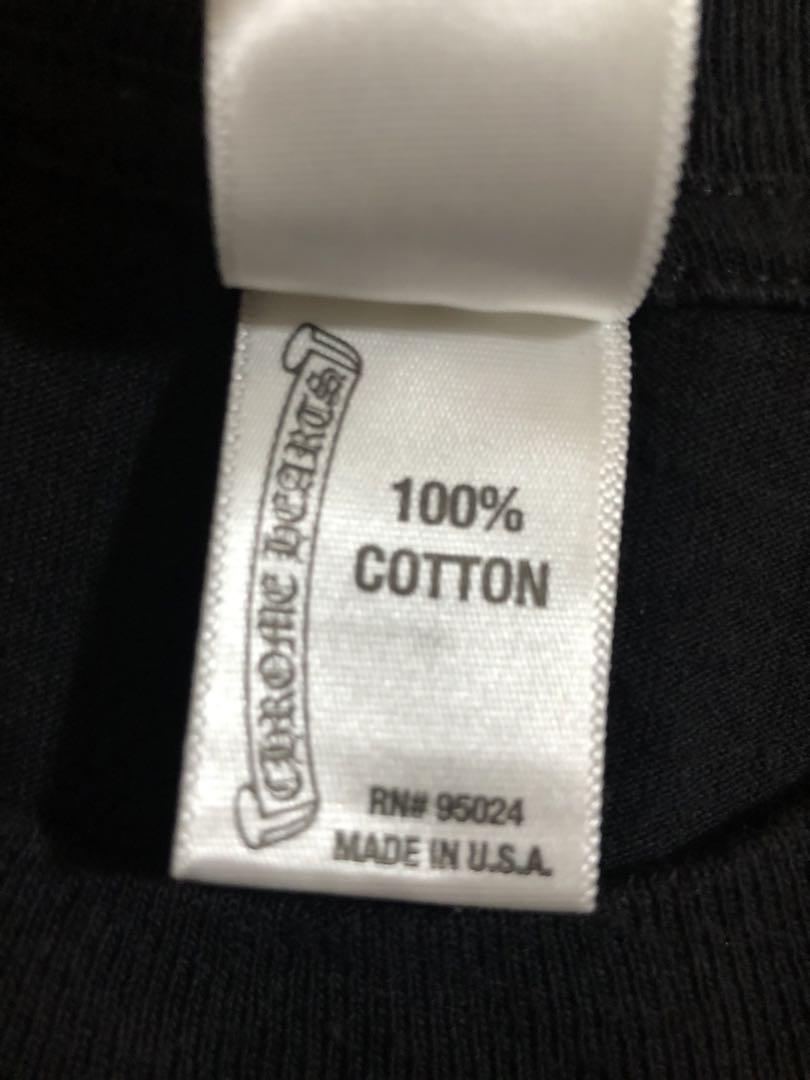 CHROME HEARTS
100%
COTTON
RN# 95024
MADE IN U.S.A.